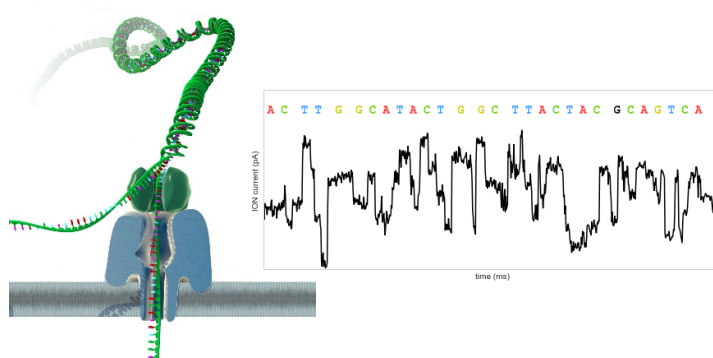 A C T T G G C A T A C T G G C T T A C T A C G C A G T C A
ION current (pA)
time (ms)